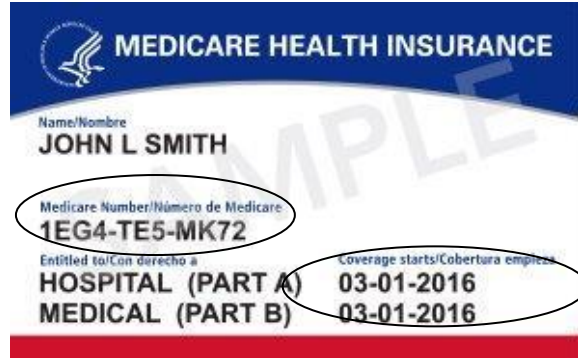 MEDICARE HEALTH INSURANCE
Name/Nombre
JOHN L SMITH
Medicare Number/Número de Medicare
1EG4-TE5-MK72
Entitled to/Con derecho a Coverage starts/Cobertura empieza
HOSPITAL (PART A) 03-01-2016
MEDICAL (PART B) 03-01-2016
SAMPLE